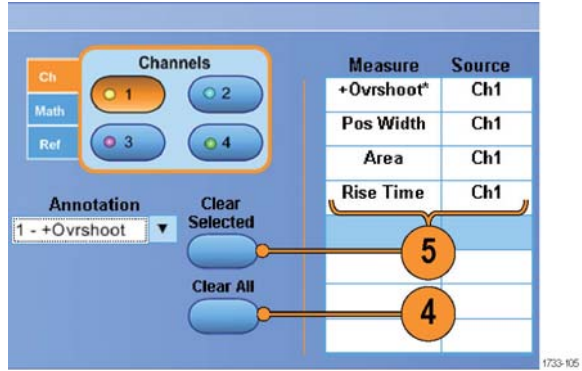 Channels
Ch
Math
Ref
1
2
3
4
Annotation
1 - +Ovrshoot ▼
Clear Selected
Clear All
Measure Source
+Ovrshoot* Ch1
Pos Width Ch1
Area Ch1
Rise Time Ch1
5
4
1733-105